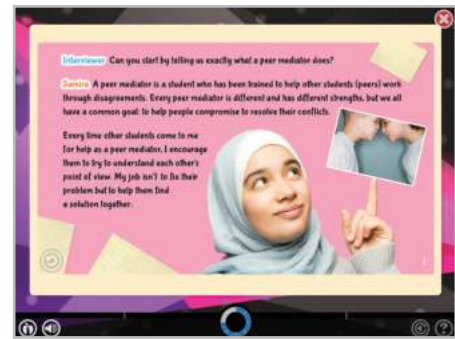 Interviewer Can you start by telling us exactly what a peer mediator does?
Samira A peer mediator is a student who has been trained to help other students (peers) work
through disagreements. Every peer mediator is different and has different strengths, but we all
have a common goal: to help people compromise to resolve their conflicts.
Every time other students come to me
for help as a peer mediator, I encourage
them to try to understand each other's
point of view. My job isn't to fix their
problem but to help them find
a solution together.